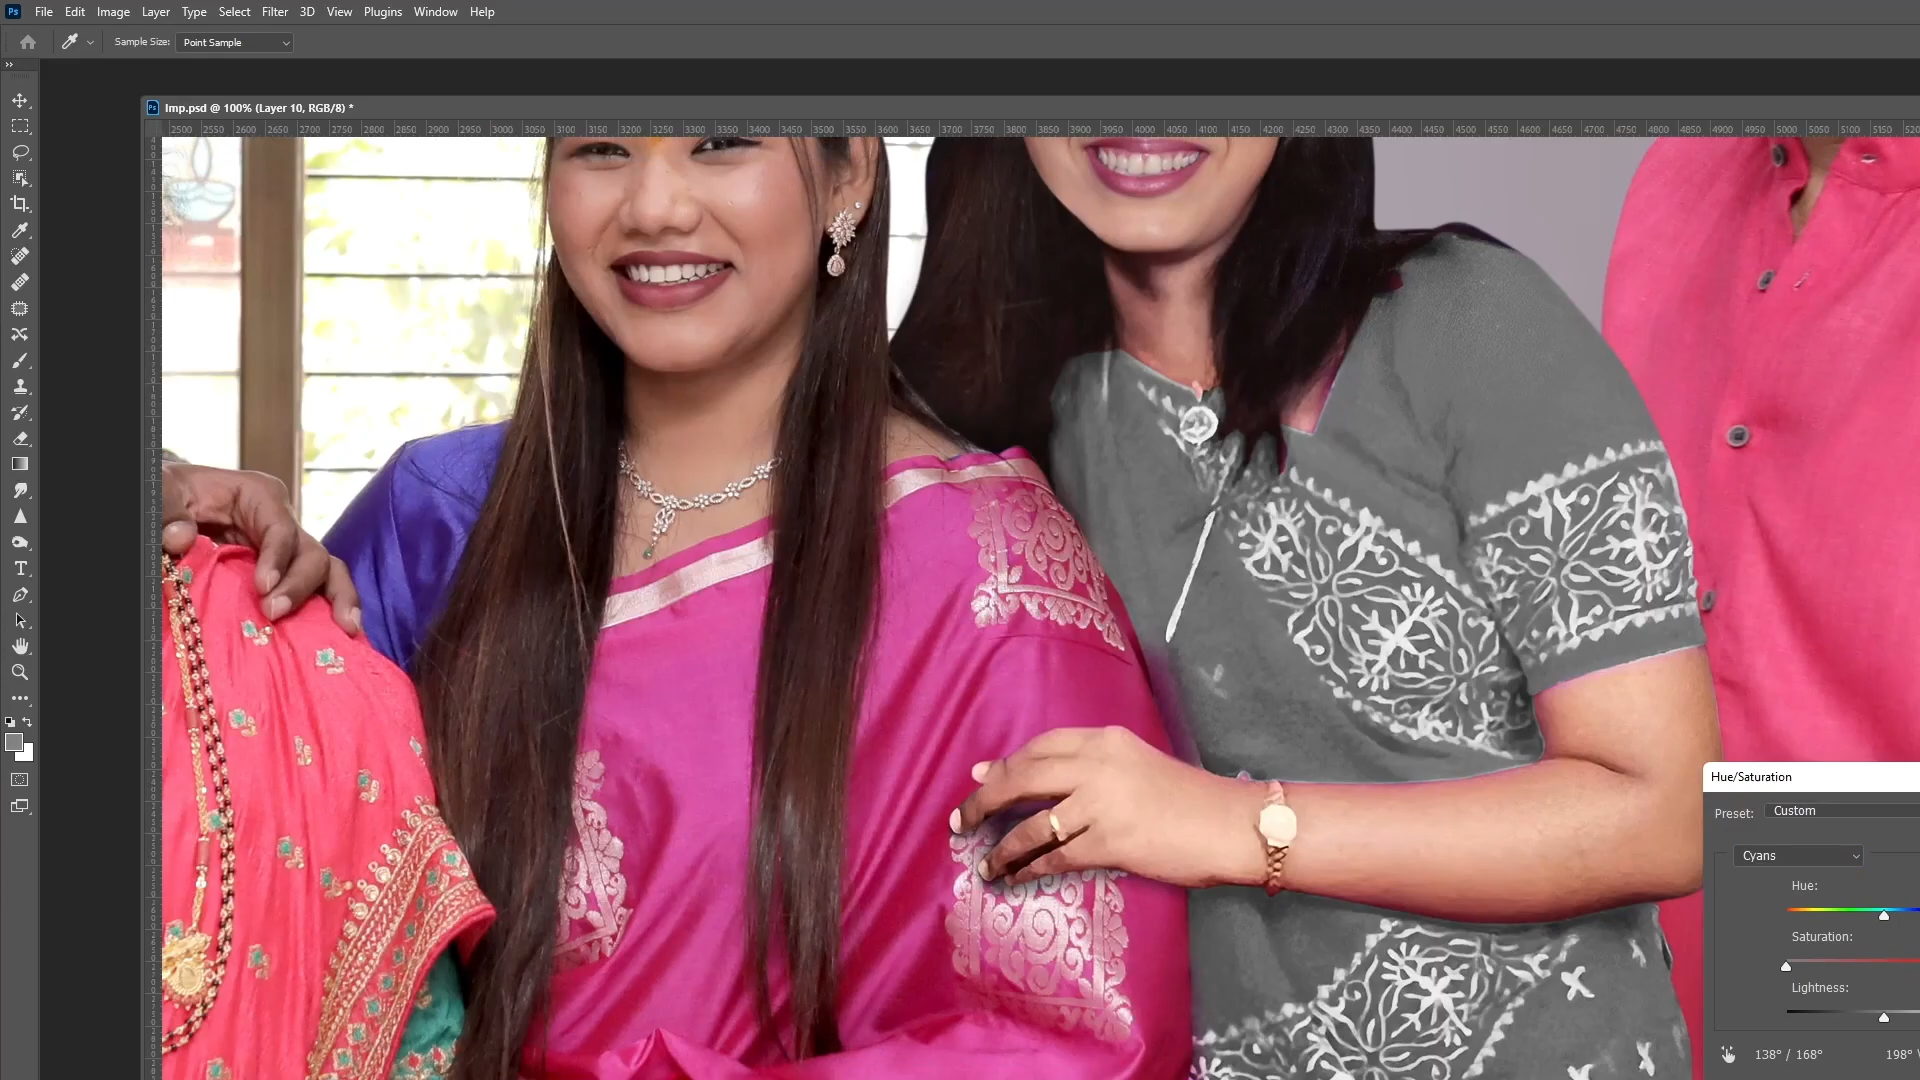 Ps File Edit Image Layer Type Select Filter 3D View Plugins Window Help
Sample Size: Point Sample
Ps Imp.psd @ 100% (Layer 10, RGB/8) *
2500 2550 2600 2650 2700 2750 2800 2850 2900 2950 3000 3050 3100 3150 3200 3250 3300 3350 3400 3450 3500 3550 3600 3650 3700 3750 3800 3850 3900 3950 4000 4050 4100 4150 4200 4250 4300 4350 4400 4450 4500 4550 4600 4650 4700 4750 4800 4850 4900 4950 5000 5050 5100 5150
Hue/Saturation
Preset: Custom
Cyans
Hue:
Saturation:
Lightness:
138° / 168° 198°